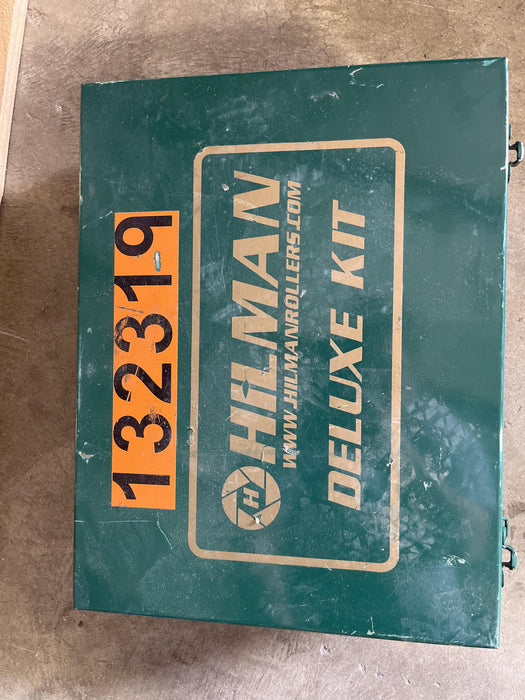 132319
H HILMAN
WWW.HILMANROLLERS.COM
DELUXE KIT